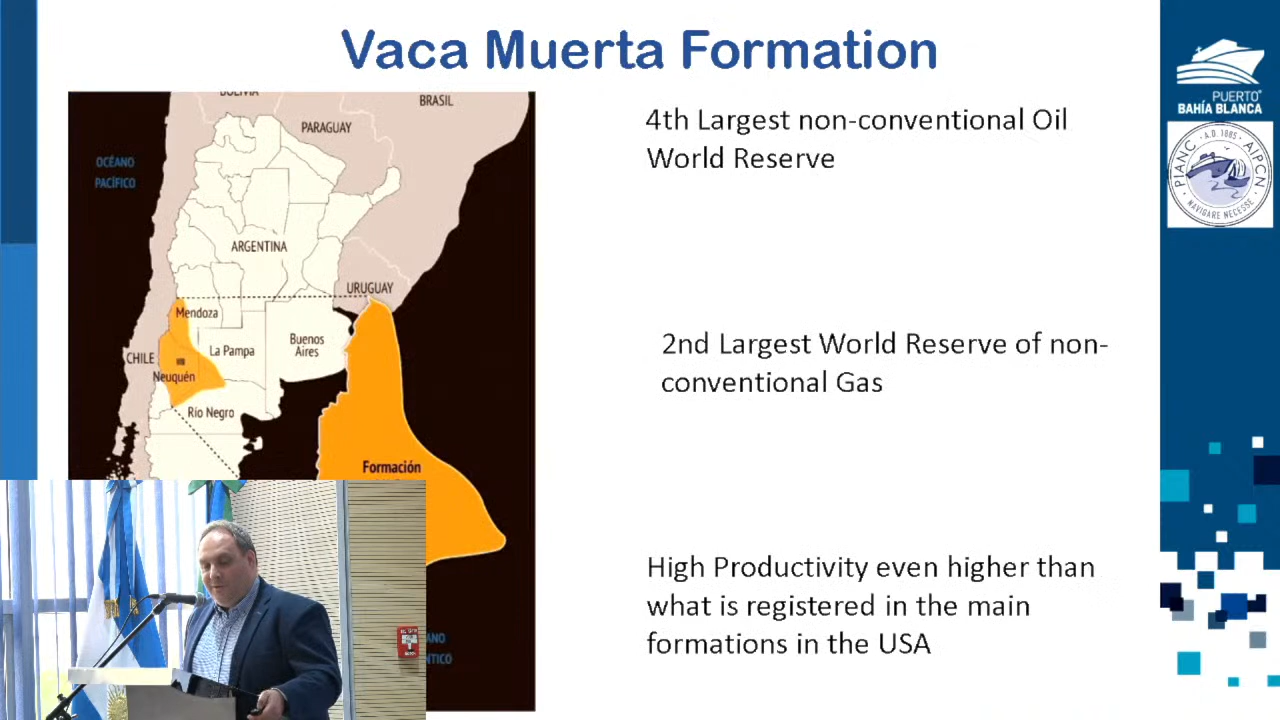 Vaca Muerta Formation
BOLIVIA
BRASIL
PARAGUAY
OCÉANO
PACÍFICO
ARGENTINA
URUGUAY
Mendoza
CHILE
La Pampa
Buenos
Aires
Neuquén
Río Negro
Formación
ANO
NTICO
4th Largest non-conventional Oil
World Reserve
2nd Largest World Reserve of non-
conventional Gas
High Productivity even higher than
what is registered in the main
formations in the USA
PUERTO
BAHÍA BLANCA
PIANC · A.D. 1885 · AIPCN
NAVIGARE NECESSE